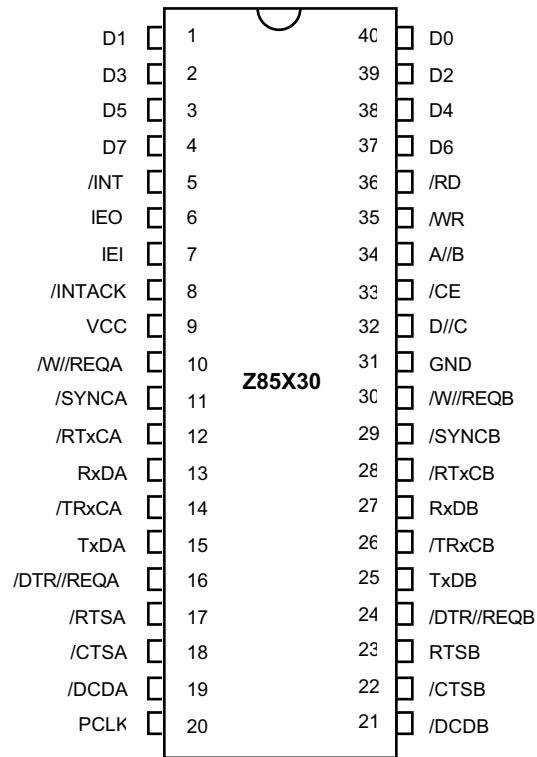 D1 1 40 D0
D3 2 39 D2
D5 3 38 D4
D7 4 37 D6
/INT 5 36 /RD
IEO 6 35 /WR
IEI 7 34 A//B
/INTACK 8 33 /CE
VCC 9 32 D//C
/W//REQA 10 31 GND
Z85X30
/SYNCA 11 30 /W//REQB
/RTxCA 12 29 /SYNCB
RxDA 13 28 /RTxCB
/TRxCA 14 27 RxDB
TxDA 15 26 /TRxCB
/DTR//REQA 16 25 TxDB
/RTSA 17 24 /DTR//REQB
/CTSA 18 23 RTSB
/DCDA 19 22 /CTSB
PCLK 20 21 /DCDB